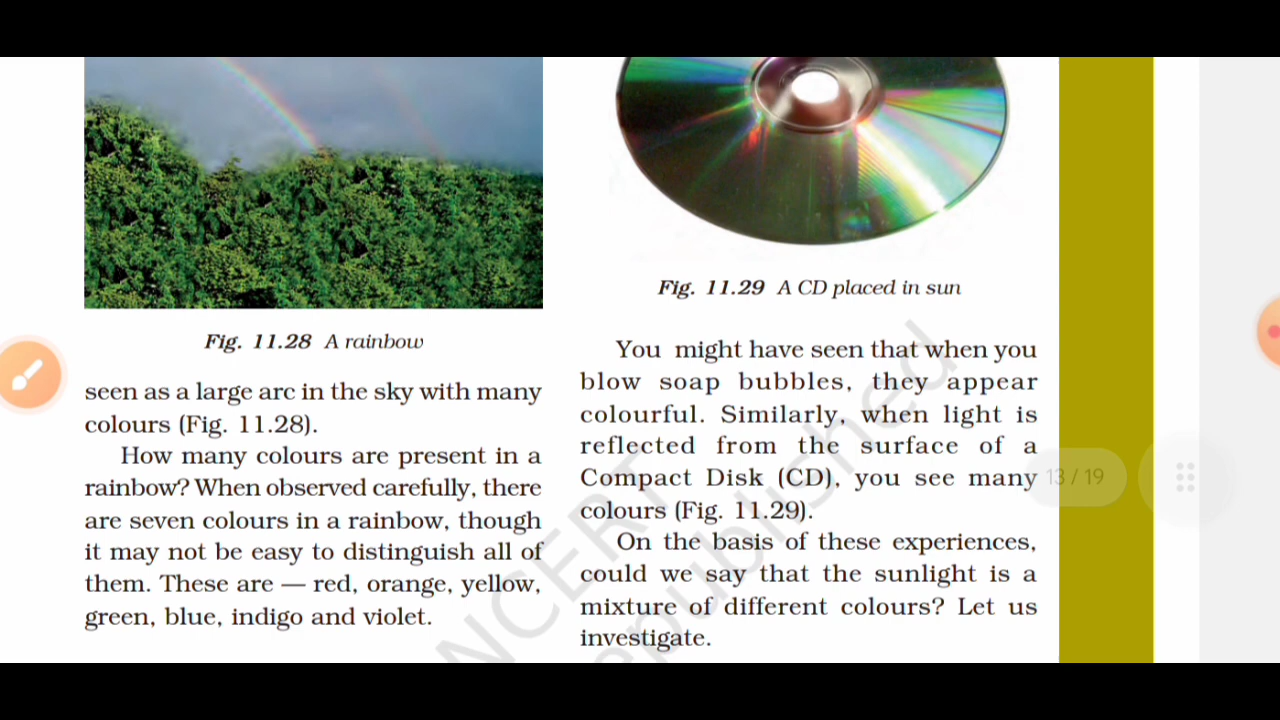 Fig. 11.28 A rainbow
seen as a large arc in the sky with many
colours (Fig. 11.28).
How many colours are present in a
rainbow? When observed carefully, there
are seven colours in a rainbow, though
it may not be easy to distinguish all of
them. These are — red, orange, yellow,
green, blue, indigo and violet.
Fig. 11.29 A CD placed in sun
You might have seen that when you
blow soap bubbles, they appear
colourful. Similarly, when light is
reflected from the surface of a
Compact Disk (CD), you see many
colours (Fig. 11.29).
On the basis of these experiences,
could we say that the sunlight is a
mixture of different colours? Let us
investigate.
13 / 19
NCERT